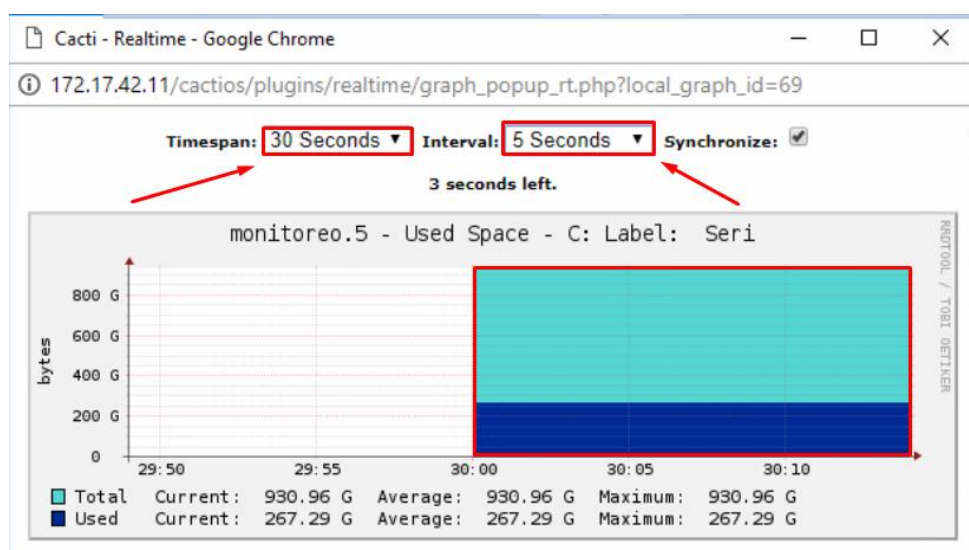 Cacti - Realtime - Google Chrome
172.17.42.11/cactios/plugins/realtime/graph_popup_rt.php?local_graph_id=69
Timespan: 30 Seconds Interval: 5 Seconds Synchronize:
3 seconds left.
monitoreo.5 - Used Space - C: Label: Seri
RRDTOOL / TOBI OETIKER
bytes
800 G
600 G
400 G
200 G
0
29:50 29:55 30:00 30:05 30:10
Total Current: 930.96 G Average: 930.96 G Maximum: 930.96 G
Used Current: 267.29 G Average: 267.29 G Maximum: 267.29 G